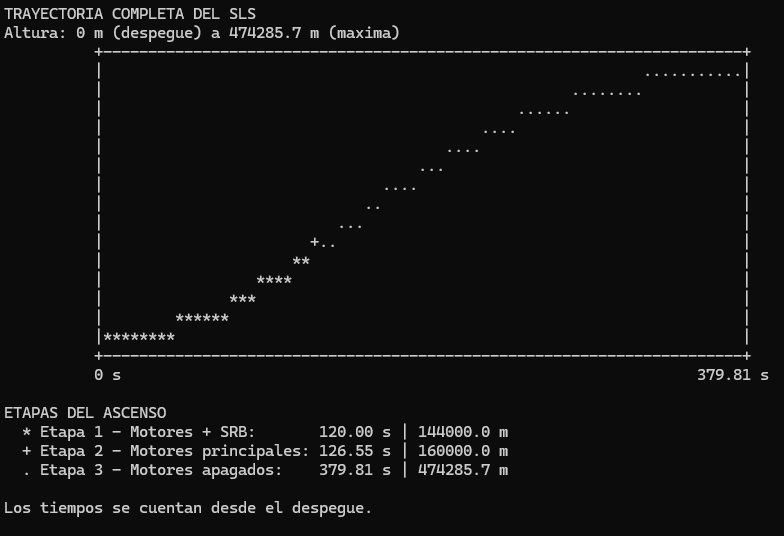 TRAYECTORIA COMPLETA DEL SLS
Altura: 0 m (despegue) a 474285.7 m (maxima)
+------------------------------------------------------------------------+
|                                                            ...........|
|                                                    ........           |
|                                              ......                   |
|                                          ....                         |
|                                      ....                             |
|                                   ...                                 |
|                               ....                                    |
|                             ..                                        |
|                          ...                                          |
|                       +..                                             |
|                     **                                                |
|                 ****                                                  |
|              ***                                                      |
|        ******                                                         |
|********                                                               |
+------------------------------------------------------------------------+
0 s 379.81 s
ETAPAS DEL ASCENSO
* Etapa 1 - Motores + SRB: 120.00 s | 144000.0 m
+ Etapa 2 - Motores principales: 126.55 s | 160000.0 m
. Etapa 3 - Motores apagados: 379.81 s | 474285.7 m
Los tiempos se cuentan desde el despegue.